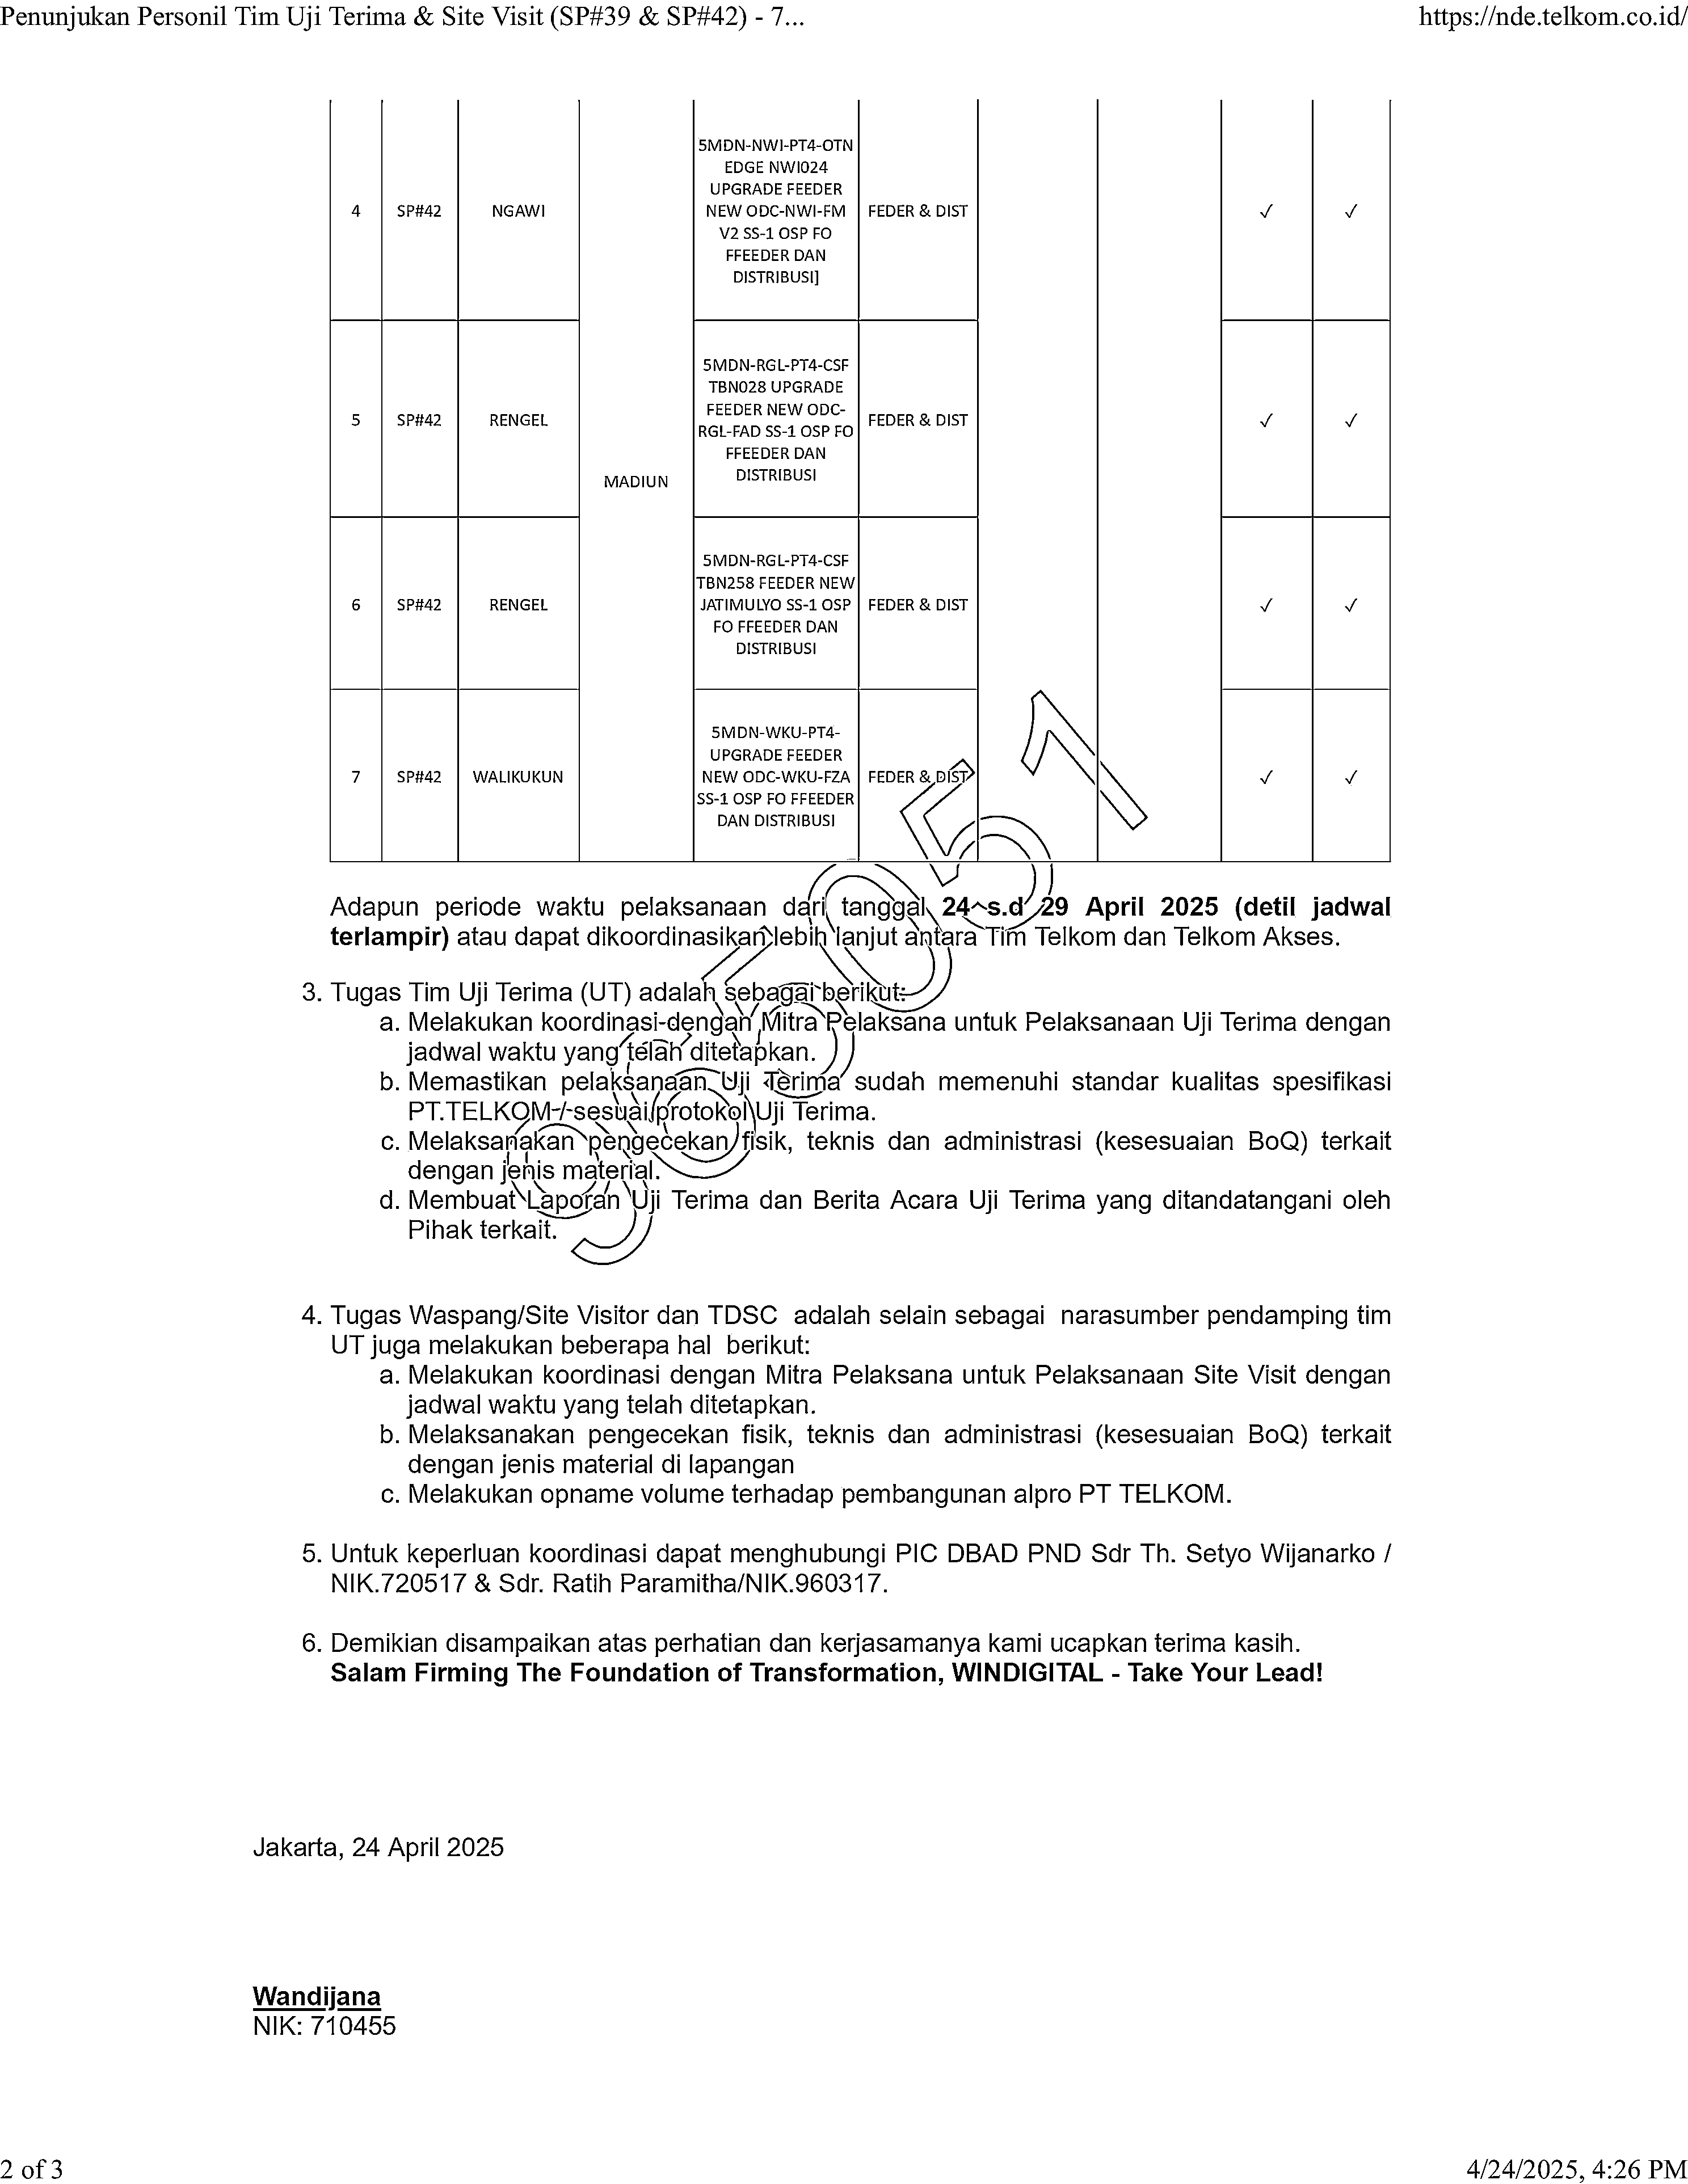 Penunjukan Personil Tim Uji Terima & Site Visit (SP#39 & SP#42) - 7... https://nde.telkom.co.id/
5MDN-NWI-PT4-OTN
EDGE NWI024
UPGRADE FEEDER
4 SP#42 NGAWI NEW ODC-NWI-FM FEDER & DIST ✓ ✓
V2 SS-1 OSP FO
FFEEDER DAN
DISTRIBUSI]
5MDN-RGL-PT4-CSF
TBN028 UPGRADE
FEEDER NEW ODC-
5 SP#42 RENGEL FEDER & DIST ✓ ✓
RGL-FAD SS-1 OSP FO
FFEEDER DAN
DISTRIBUSI
MADIUN
5MDN-RGL-PT4-CSF
TBN258 FEEDER NEW
6 SP#42 RENGEL JATIMULYO SS-1 OSP FEDER & DIST ✓ ✓
FO FFEEDER DAN
DISTRIBUSI
5MDN-WKU-PT4-
UPGRADE FEEDER
7 SP#42 WALIKUKUN NEW ODC-WKU-FZA FEDER & DIST ✓ ✓
SS-1 OSP FO FFEEDER
DAN DISTRIBUSI
Adapun periode waktu pelaksanaan dari tanggal 24 s.d 29 April 2025 (detil jadwal
terlampir) atau dapat dikoordinasikan lebih lanjut antara Tim Telkom dan Telkom Akses.
3. Tugas Tim Uji Terima (UT) adalah sebagai berikut:
a. Melakukan koordinasi dengan Mitra Pelaksana untuk Pelaksanaan Uji Terima dengan
jadwal waktu yang telah ditetapkan.
b. Memastikan pelaksanaan Uji Terima sudah memenuhi standar kualitas spesifikasi
PT.TELKOM / sesuai protokol Uji Terima.
c. Melaksanakan pengecekan fisik, teknis dan administrasi (kesesuaian BoQ) terkait
dengan jenis material.
d. Membuat Laporan Uji Terima dan Berita Acara Uji Terima yang ditandatangani oleh
Pihak terkait.
4. Tugas Waspang/Site Visitor dan TDSC adalah selain sebagai narasumber pendamping tim
UT juga melakukan beberapa hal berikut:
a. Melakukan koordinasi dengan Mitra Pelaksana untuk Pelaksanaan Site Visit dengan
jadwal waktu yang telah ditetapkan.
b. Melaksanakan pengecekan fisik, teknis dan administrasi (kesesuaian BoQ) terkait
dengan jenis material di lapangan
c. Melakukan opname volume terhadap pembangunan alpro PT TELKOM.
5. Untuk keperluan koordinasi dapat menghubungi PIC DBAD PND Sdr Th. Setyo Wijanarko /
NIK.720517 & Sdr. Ratih Paramitha/NIK.960317.
6. Demikian disampaikan atas perhatian dan kerjasamanya kami ucapkan terima kasih.
Salam Firming The Foundation of Transformation, WINDIGITAL - Take Your Lead!
Jakarta, 24 April 2025
Wandijana
NIK: 710455
2 of 3 4/24/2025, 4:26 PM